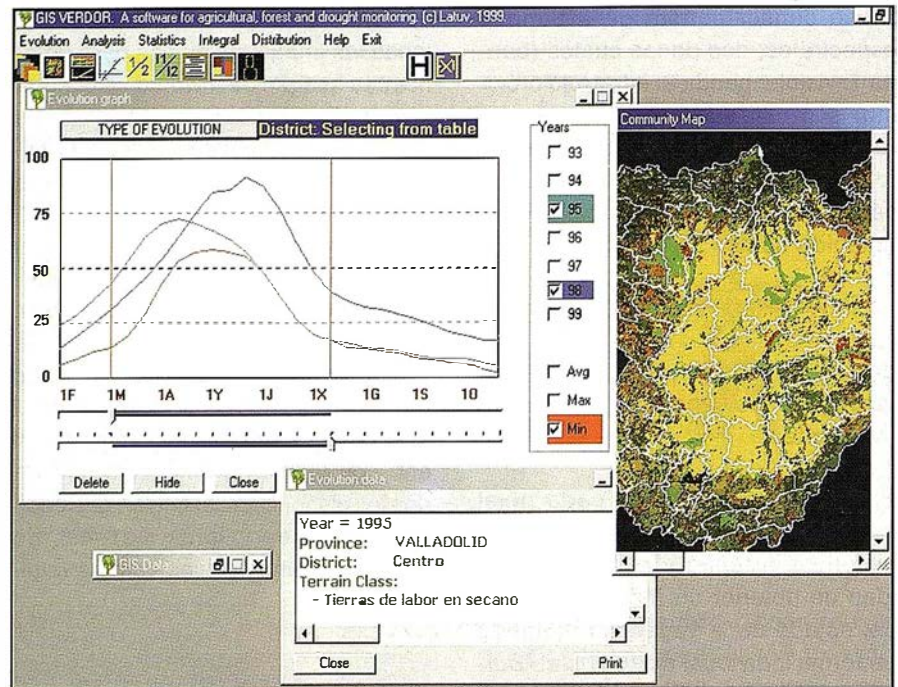 GIS VERDOR. A software for agricultural, forest and drought monitoring. (c) Latuv, 1999.
Evolution Analysis Statistics Integral Distribution Help Exit
1/2 11/12 H
Evolution graph
TYPE OF EVOLUTION District: Selecting from table
100
75
50
25
0
1F 1M 1A 1Y 1J 1X 1G 1S 1O
Years
93
94
95
96
97
98
99
Avg
Max
Min
Delete Hide Close
Community Map
GIS Data
Evolution data
Year = 1995
Province: VALLADOLID
District: Centro
Terrain Class:
- Tierras de labor en secano
Close Print